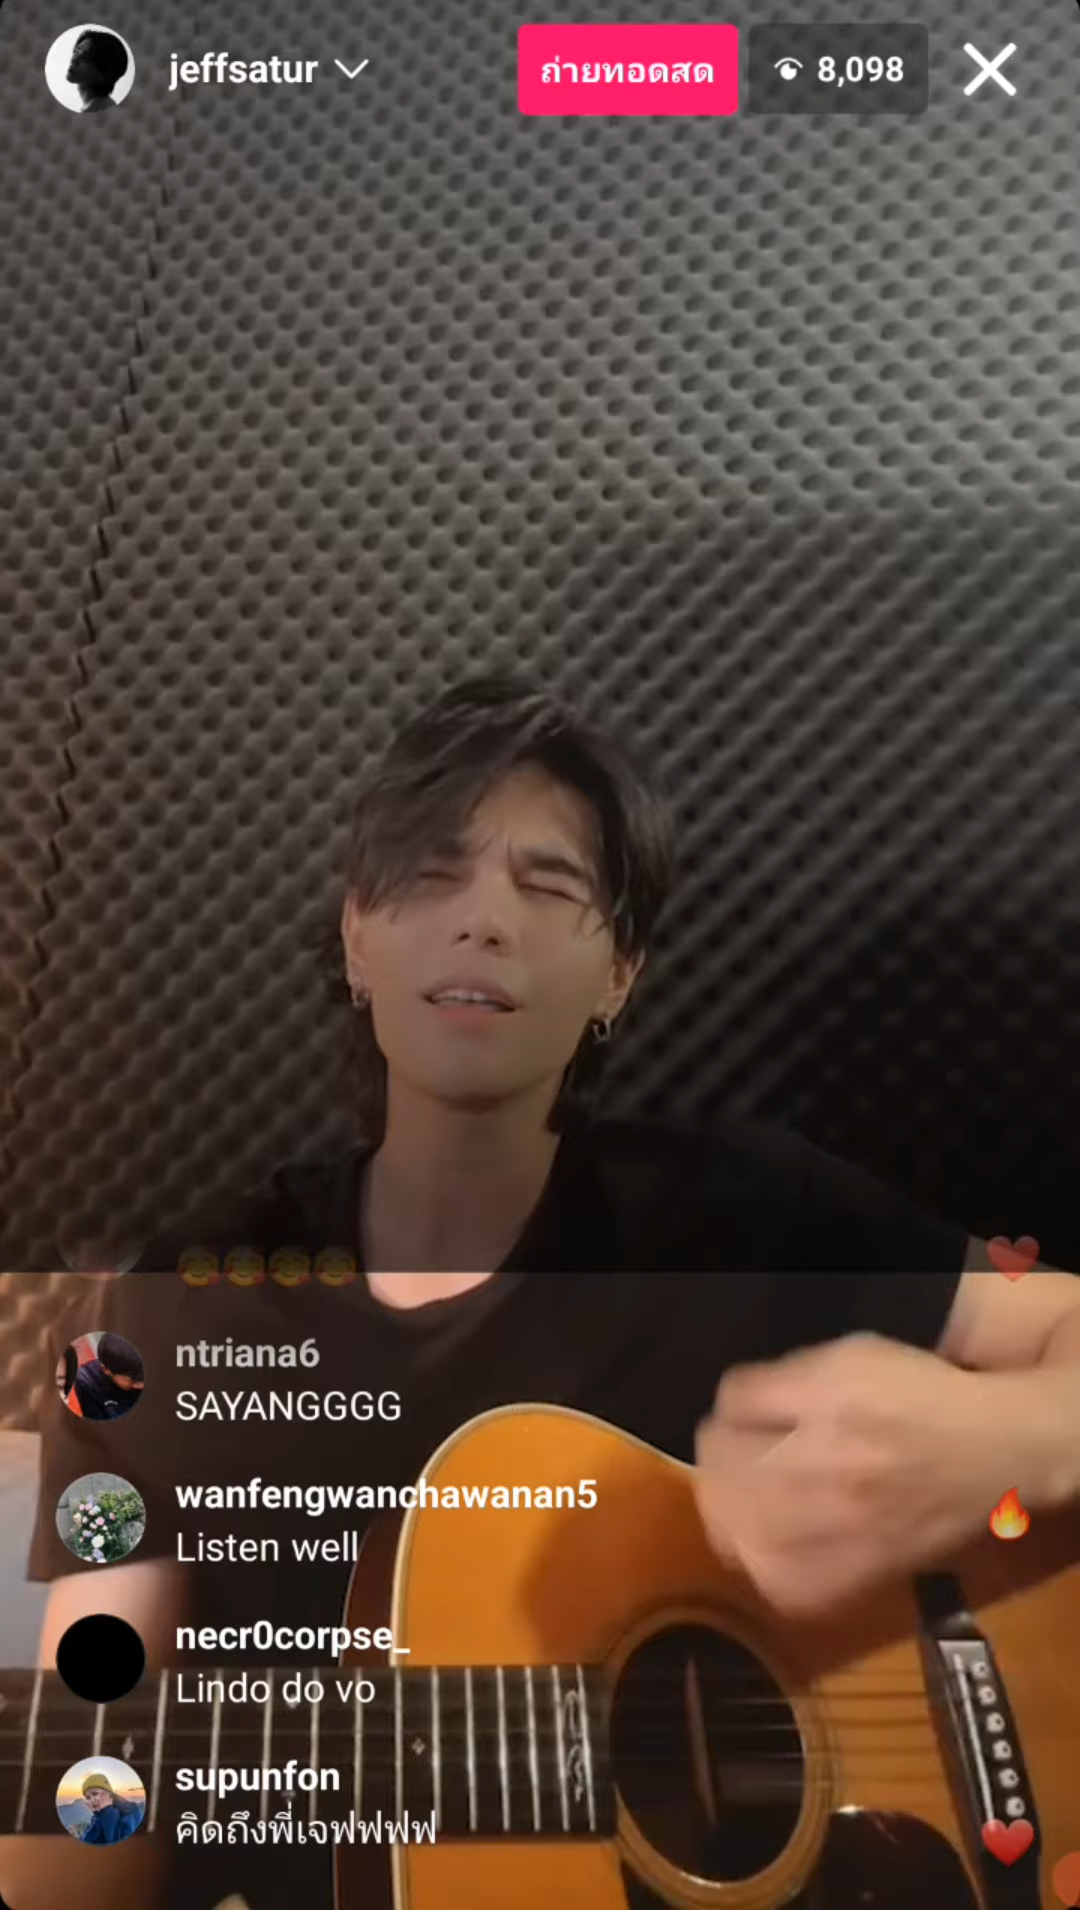 jeffsatur
ถ่ายทอดสด
8,098
ntriana6
SAYANGGGG
wanfengwanchawanan5
Listen well
necr0corpse_
Lindo do vo
supunfon
คิดถึงพี่เจฟฟฟฟ